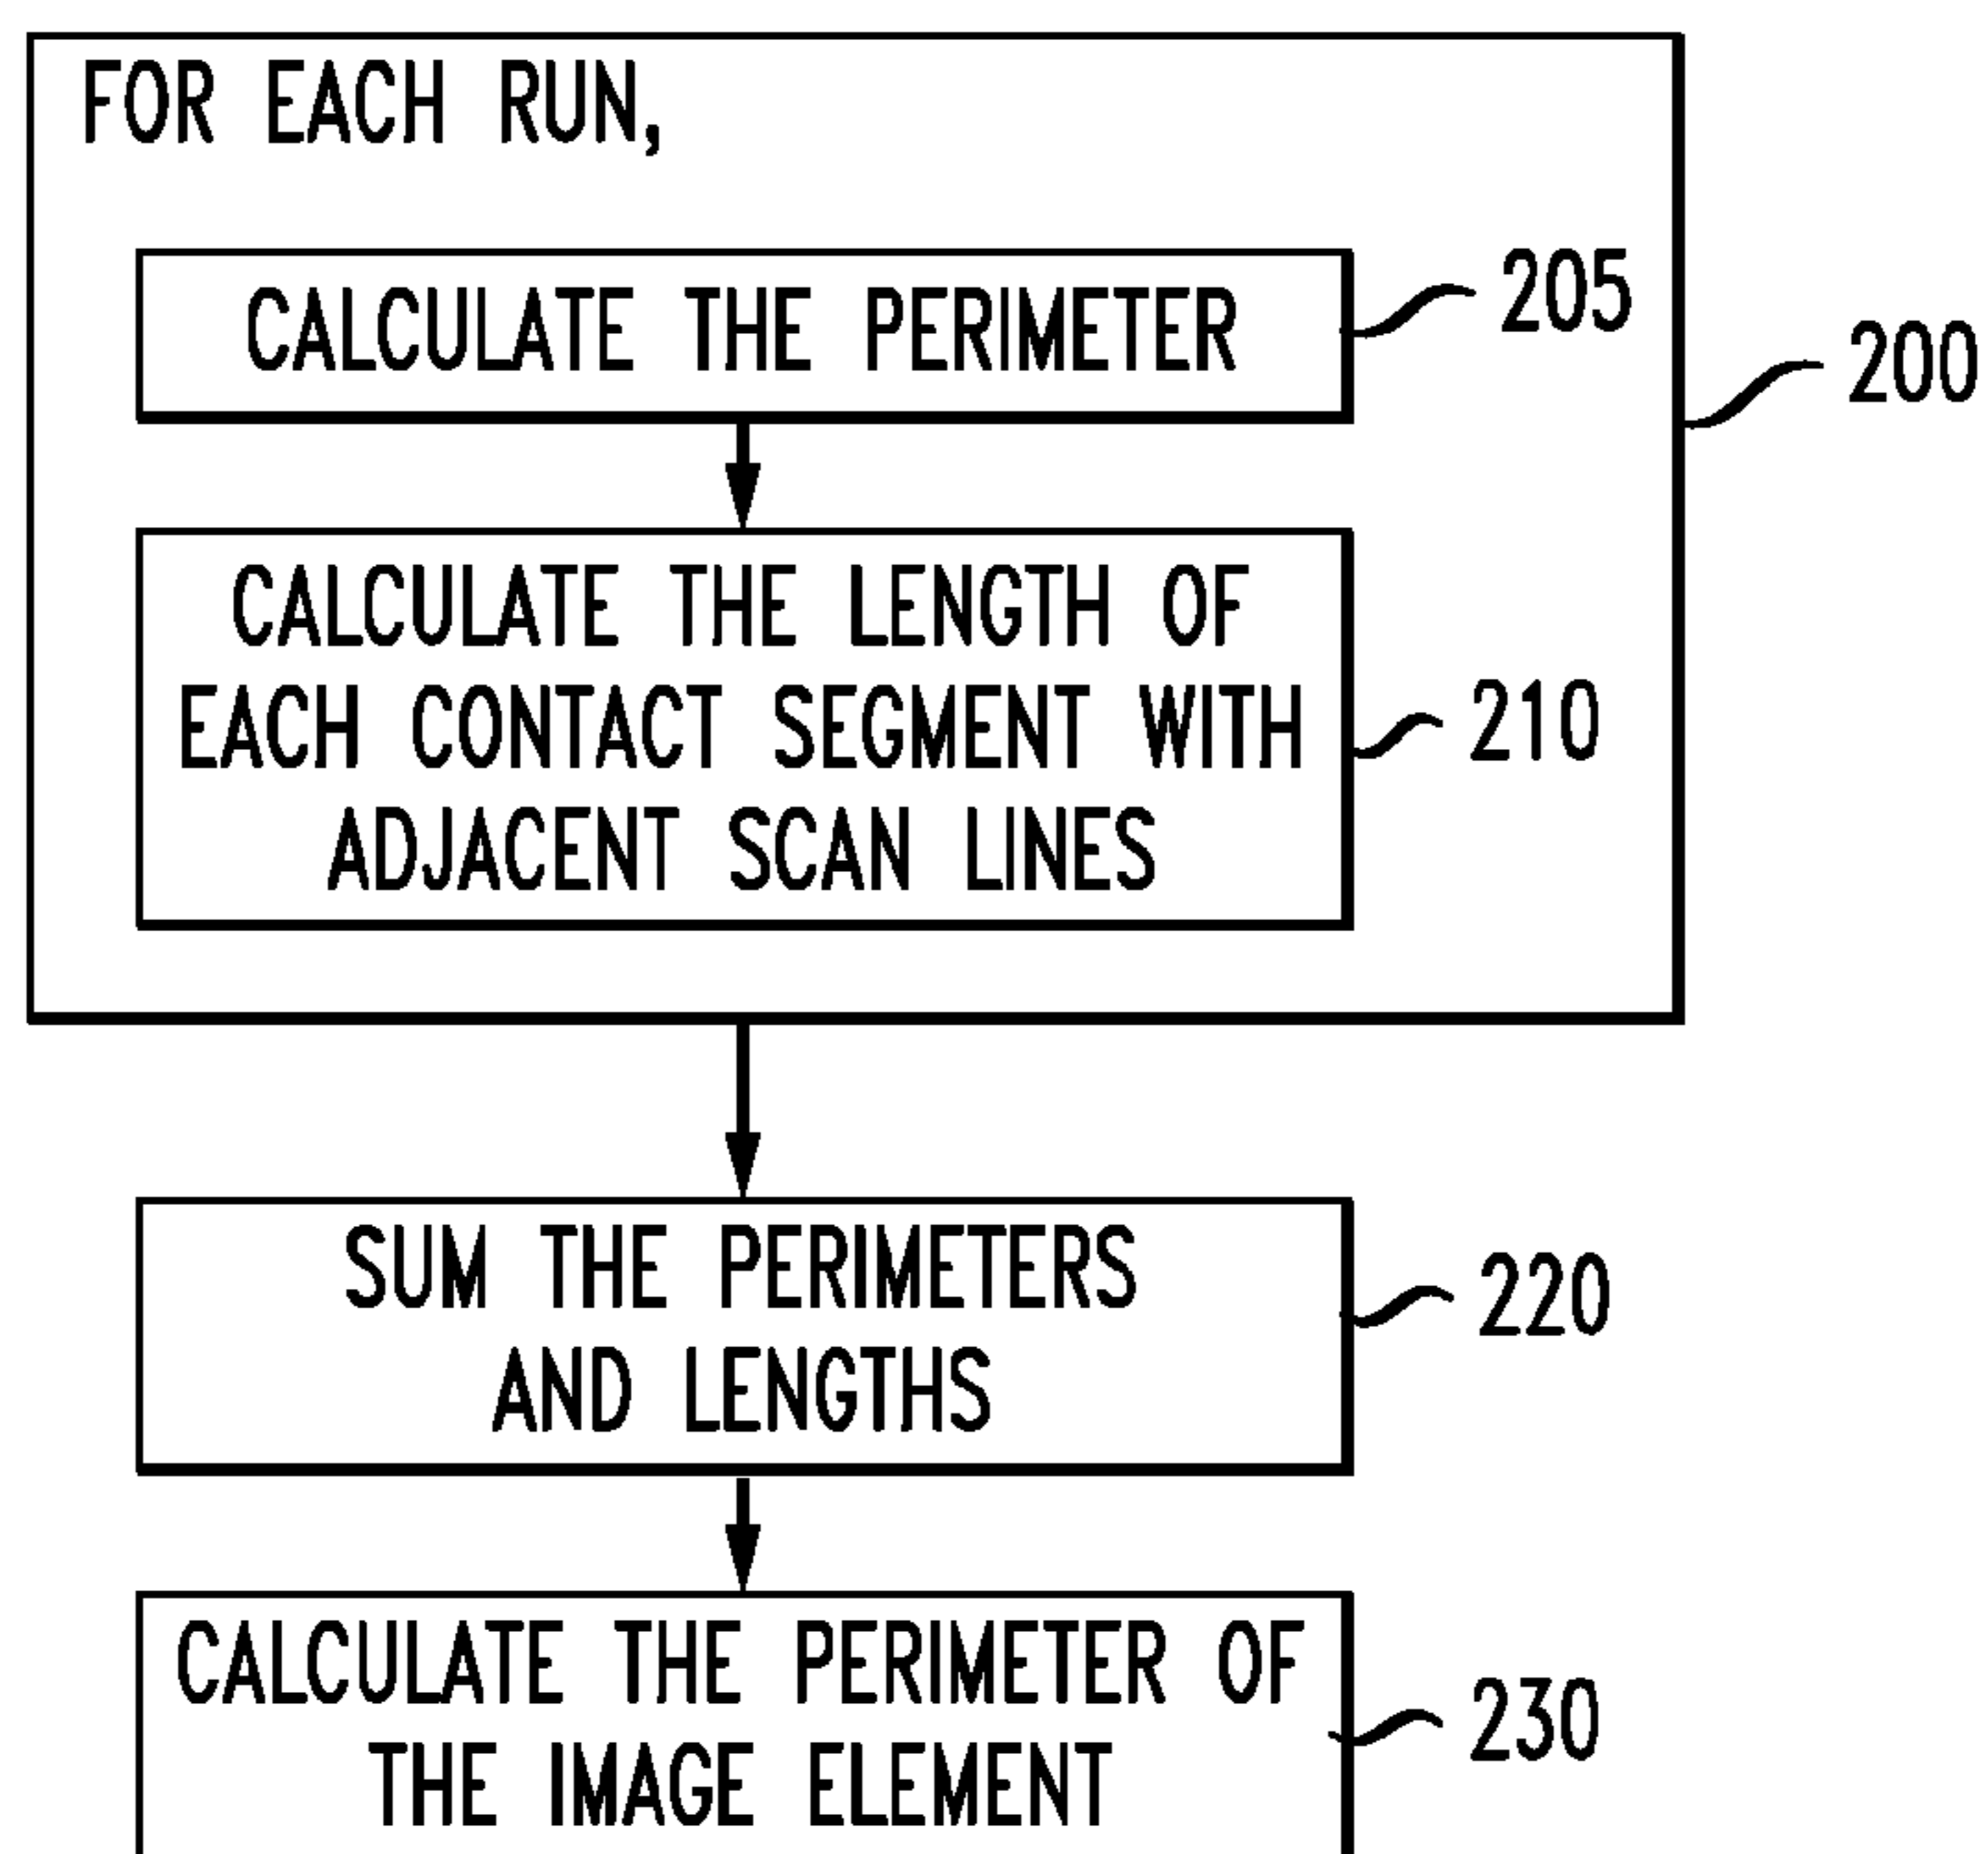 FOR EACH RUN,
CALCULATE THE PERIMETER
205
200
CALCULATE THE LENGTH OF
EACH CONTACT SEGMENT WITH
ADJACENT SCAN LINES
210
SUM THE PERIMETERS
AND LENGTHS
220
CALCULATE THE PERIMETER OF
THE IMAGE ELEMENT
230